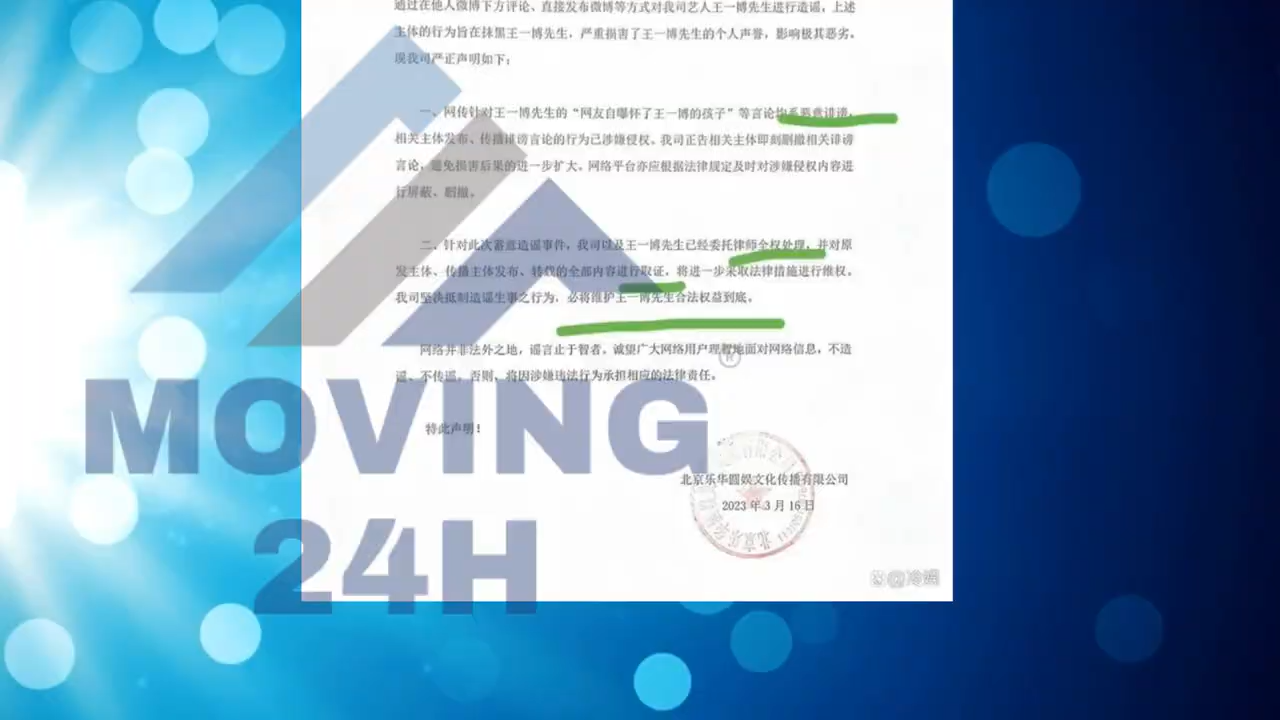 通过在他人微博下方评论、直接发布微博等方式对我司艺人王一博先生进行造谣，上述
主体的行为旨在抹黑王一博先生，严重损害了王一博先生的个人声誉，影响极其恶劣。
现我司严正声明如下：
一、网传针对王一博先生的“网友自曝怀了王一博的孩子”等言论均系恶意诽谤，
相关主体发布、传播诽谤言论的行为已涉嫌侵权。我司正告相关主体即刻删撤相关诽谤
言论，避免损害后果的进一步扩大。网络平台亦应根据法律规定及时对涉嫌侵权内容进
行屏蔽、删撤。
二、针对此次蓄意造谣事件，我司以及王一博先生已经委托律师全权处理，并对原
发主体、传播主体发布、转载的全部内容进行取证，将进一步采取法律措施进行维权。
我司坚决抵制造谣生事之行为，必将维护王一博先生合法权益到底。
网络并非法外之地，谣言止于智者。诚望广大网络用户理智地面对网络信息，不造
谣、不传谣，否则，将因涉嫌违法行为承担相应的法律责任。
®
MOVING
特此声明！
北京乐华圆娱文化传播有限公司
2023 年 3 月 16 日
24H